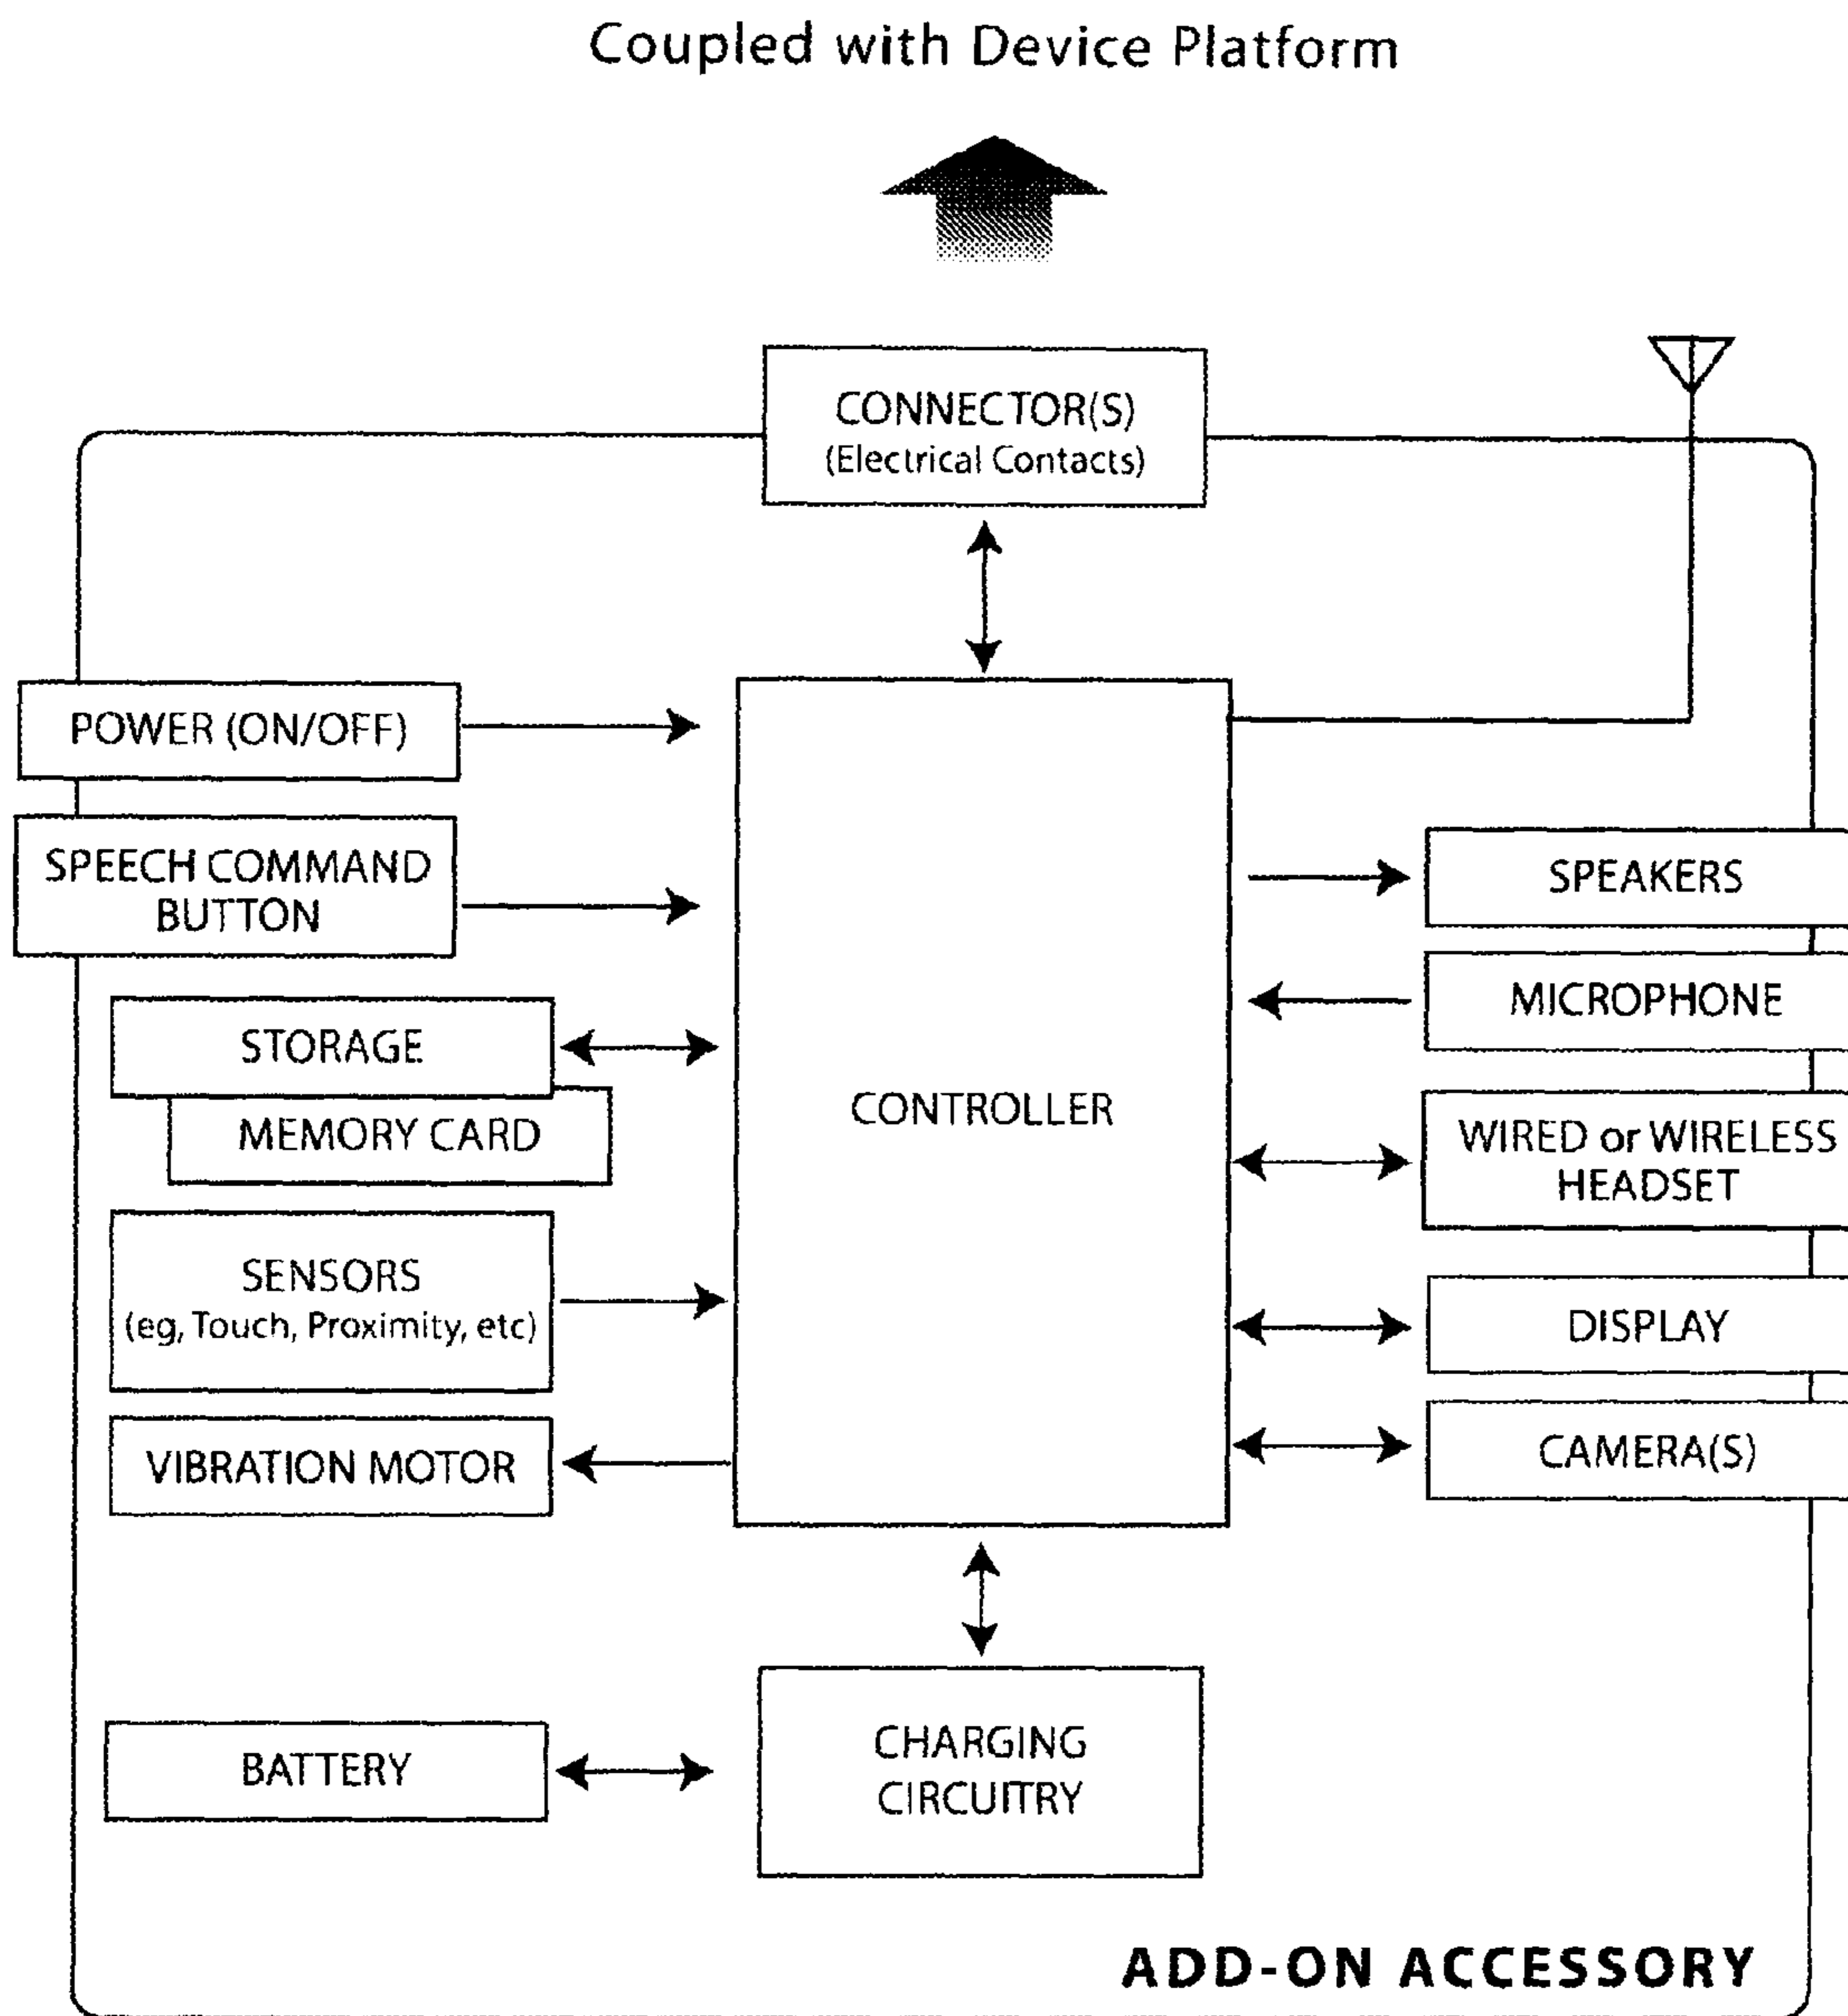 Coupled with Device Platform
CONNECTOR(S)
(Electrical Contacts)
POWER (ON/OFF)
SPEECH COMMAND
BUTTON
STORAGE
MEMORY CARD
SENSORS
(eg, Touch, Proximity, etc)
VIBRATION MOTOR
CONTROLLER
SPEAKERS
MICROPHONE
WIRED or WIRELESS
HEADSET
DISPLAY
CAMERA(S)
BATTERY
CHARGING
CIRCUITRY
ADD-ON ACCESSORY